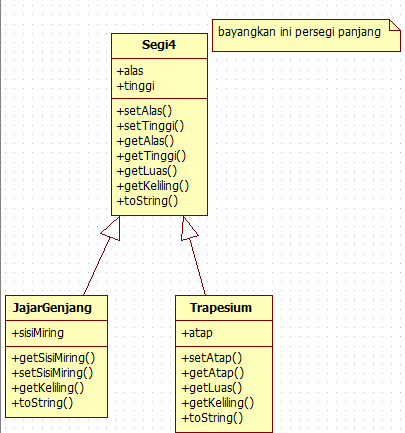 Segi4
bayangkan ini persegi panjang
+alas
+tinggi
+setAlas()
+setTinggi()
+getAlas()
+getTinggi()
+getLuas()
+getKeliling()
+toString()
JajarGenjang
+sisiMiring
+getSisiMiring()
+setSisiMiring()
+getKeliling()
+toString()
Trapesium
+atap
+setAtap()
+getAtap()
+getLuas()
+getKeliling()
+toString()